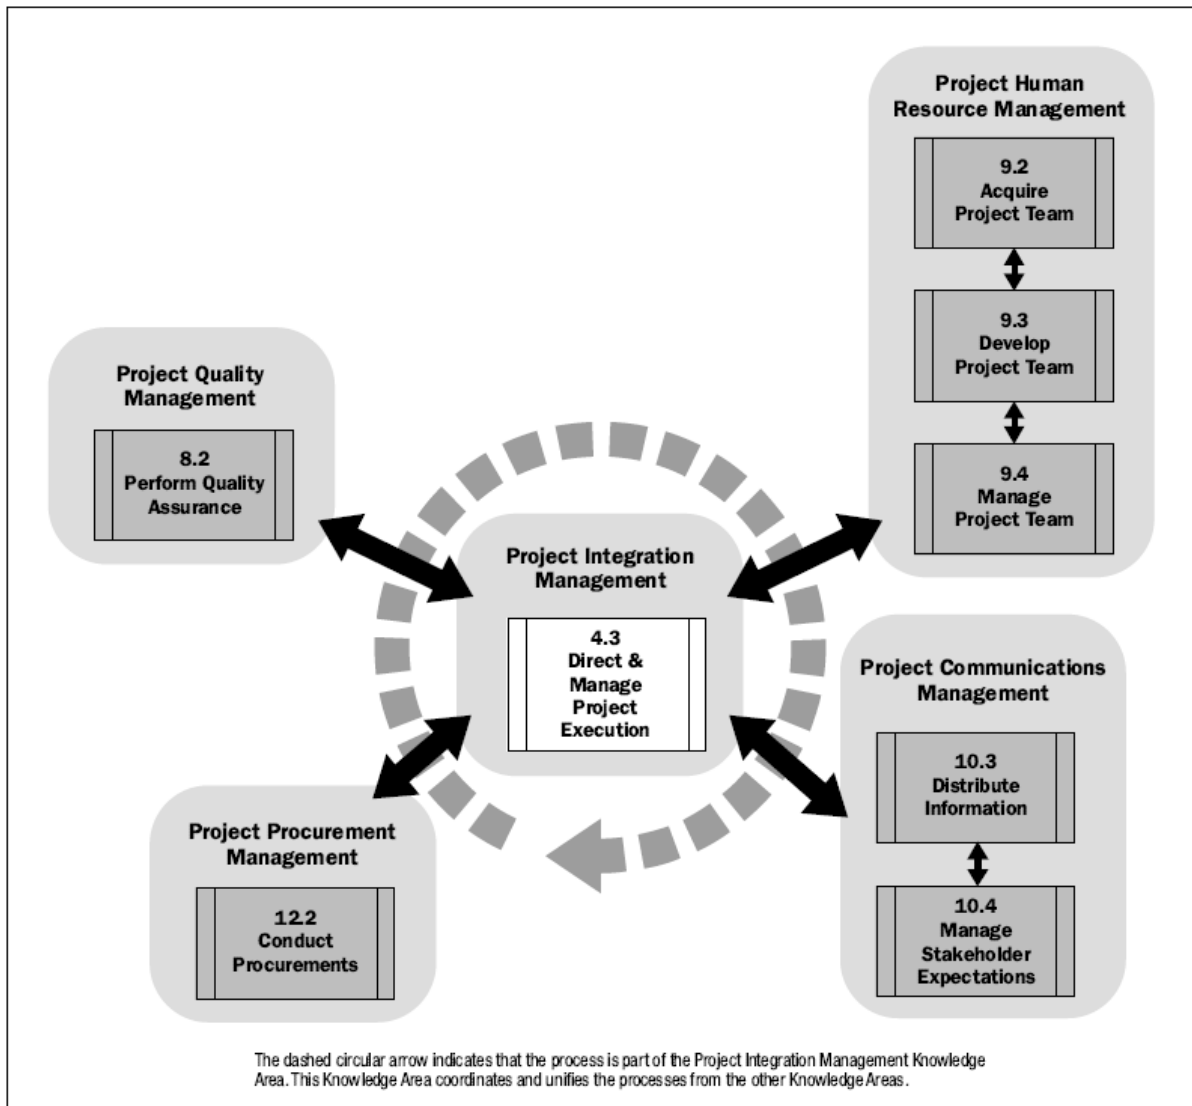 Project Human
Resource Management
9.2
Acquire
Project Team
9.3
Develop
Project Team
9.4
Manage
Project Team
Project Quality
Management
8.2
Perform Quality
Assurance
Project Integration
Management
4.3
Direct &
Manage
Project
Execution
Project Communications
Management
10.3
Distribute
Information
10.4
Manage
Stakeholder
Expectations
Project Procurement
Management
12.2
Conduct
Procurements
The dashed circular arrow indicates that the process is part of the Project Integration Management Knowledge
Area. This Knowledge Area coordinates and unifies the processes from the other Knowledge Areas.